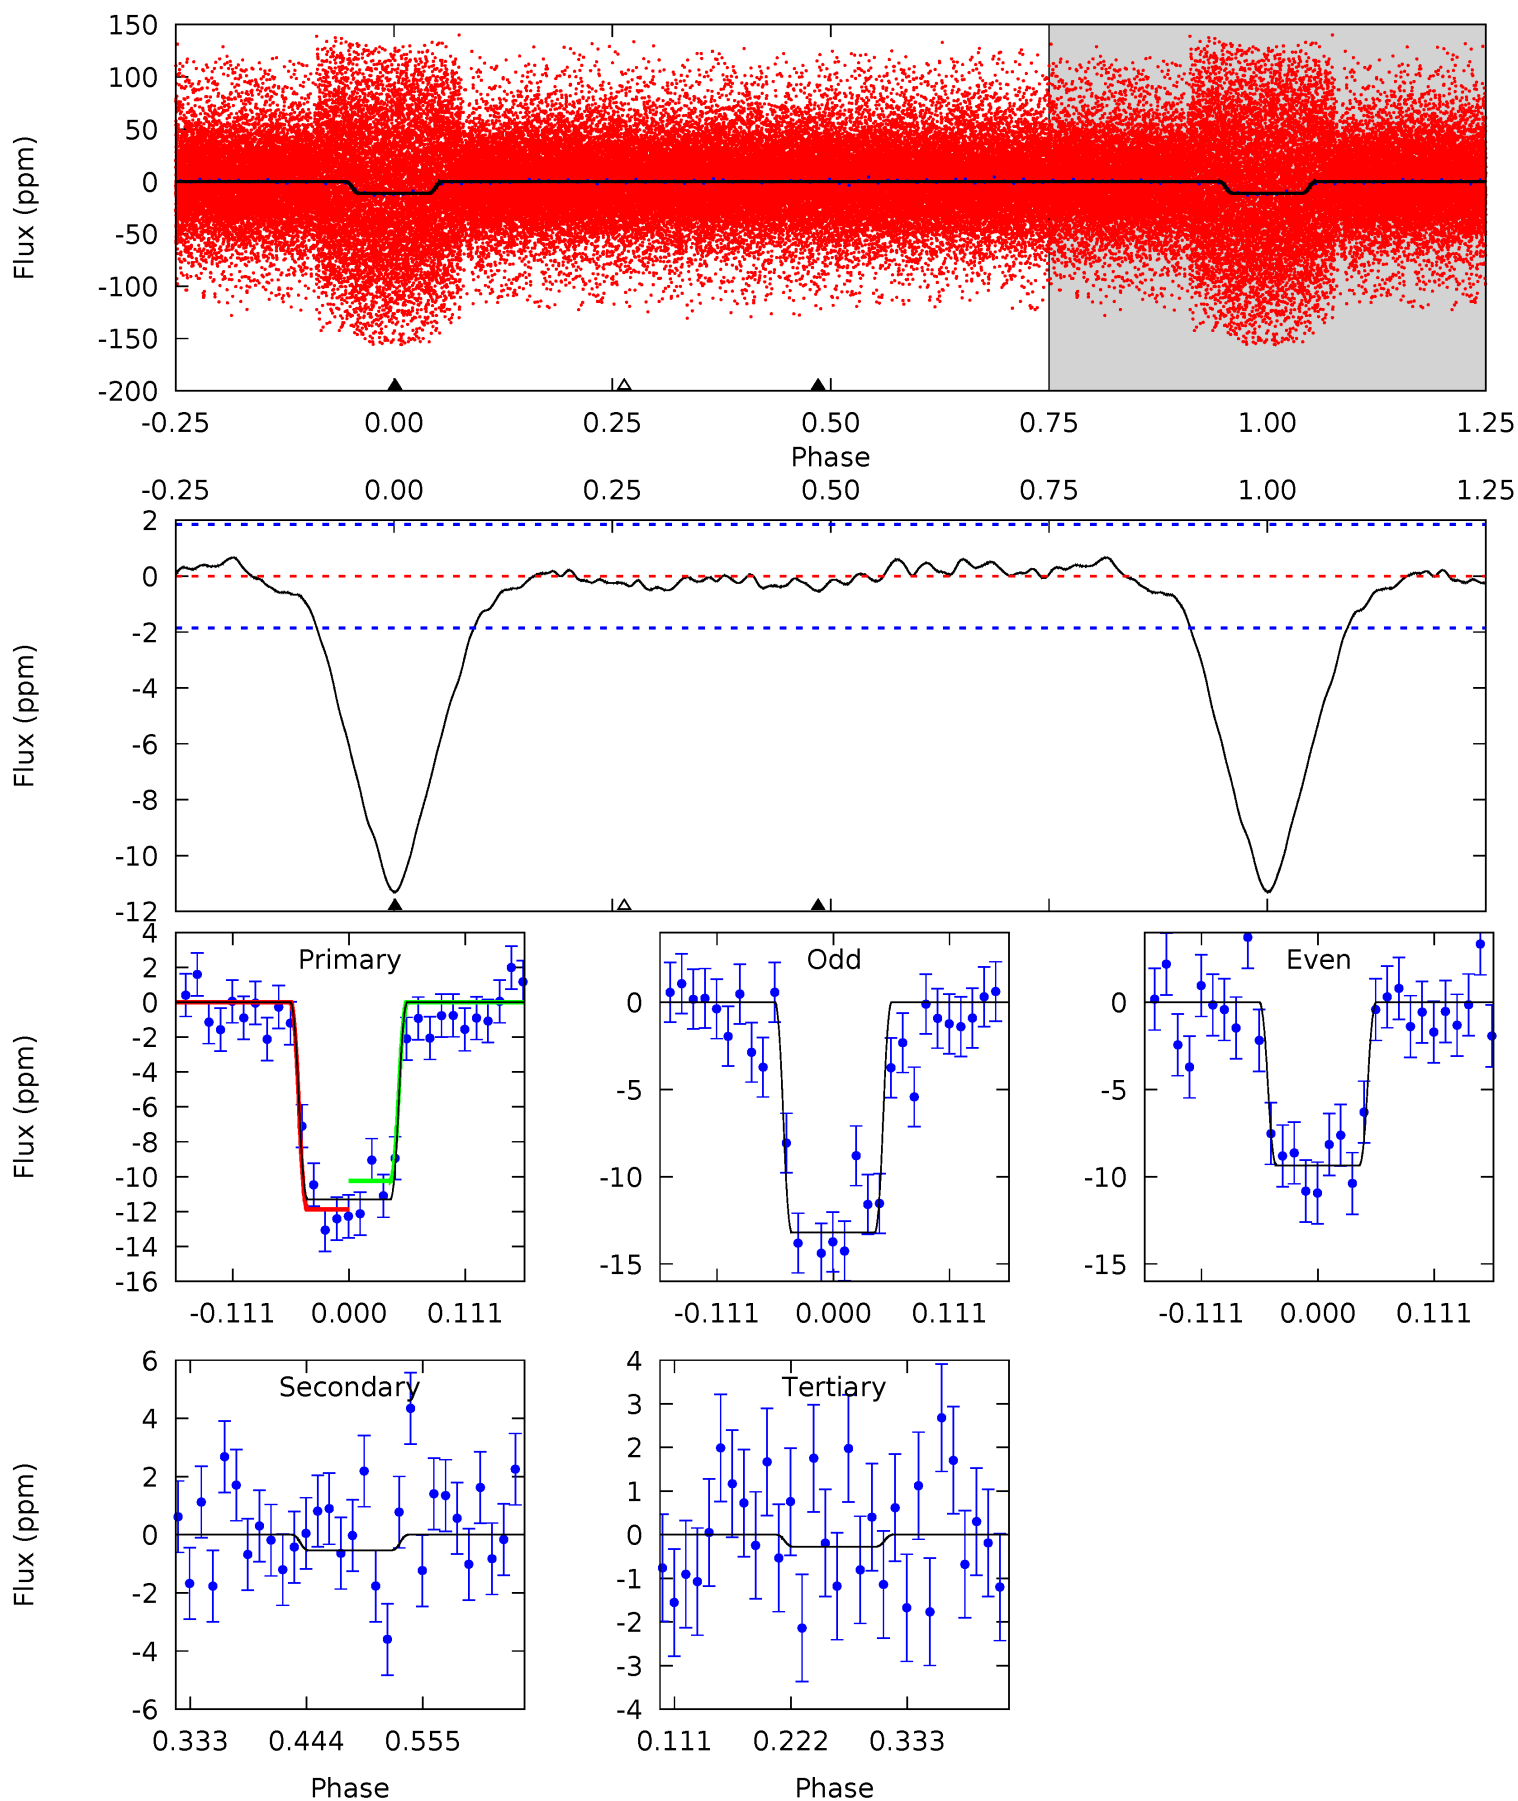 150
100
50
0
-50
-100
-150
-200
Flux (ppm)
-0.25 0.00 0.25 0.50 0.75 1.00 1.25
Phase
-0.25 0.00 0.25 0.50 0.75 1.00 1.25
2
0
-2
-4
-6
-8
-10
-12
Flux (ppm)
Primary
4
2
0
-2
-4
-6
-8
-10
-12
-14
-16
Flux (ppm)
-0.111 0.000 0.111
Odd
0
-5
-10
-15
-0.111 0.000 0.111
Even
0
-5
-10
-15
-0.111 0.000 0.111
Secondary
6
4
2
0
-2
-4
-6
Flux (ppm)
0.333 0.444 0.555
Phase
Tertiary
4
3
2
1
0
-1
-2
-3
-4
0.111 0.222 0.333
Phase